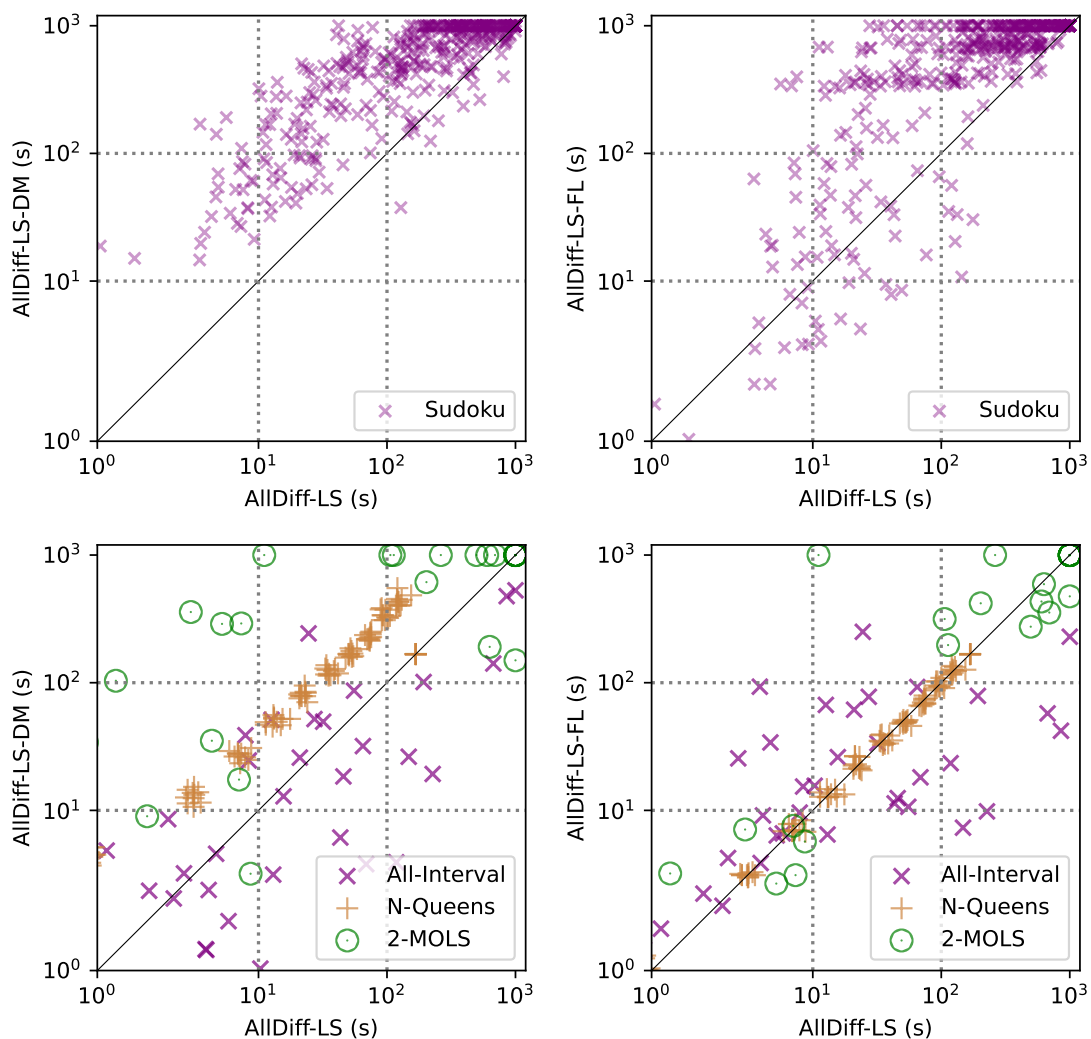 10³
10²
10¹
10⁰
AllDiff-LS-DM (s)
Sudoku
10⁰
10¹
10²
10³
AllDiff-LS (s)
10³
10²
10¹
10⁰
AllDiff-LS-FL (s)
Sudoku
10⁰
10¹
10²
10³
AllDiff-LS (s)
10³
10²
10¹
10⁰
AllDiff-LS-DM (s)
All-Interval
N-Queens
2-MOLS
10⁰
10¹
10²
10³
AllDiff-LS (s)
10³
10²
10¹
10⁰
AllDiff-LS-FL (s)
All-Interval
N-Queens
2-MOLS
10⁰
10¹
10²
10³
AllDiff-LS (s)